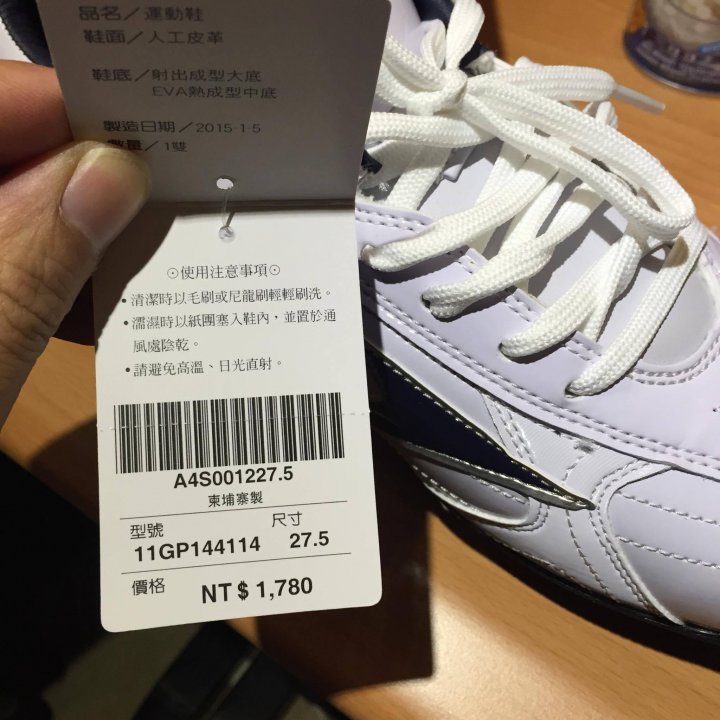 品名／運動鞋
鞋面／人工皮革
鞋底／射出成型大底
EVA熱成型中底
製造日期／2015-1-5
數量／1雙
⊙使用注意事項⊙
•清潔時以毛刷或尼龍刷輕輕刷洗。
•濡濕時以紙團塞入鞋內，並置於通
風處陰乾。
•請避免高溫、日光直射。
A4S001227.5
柬埔寨製
型號 尺寸
11GP144114 27.5
價格 NT$1,780